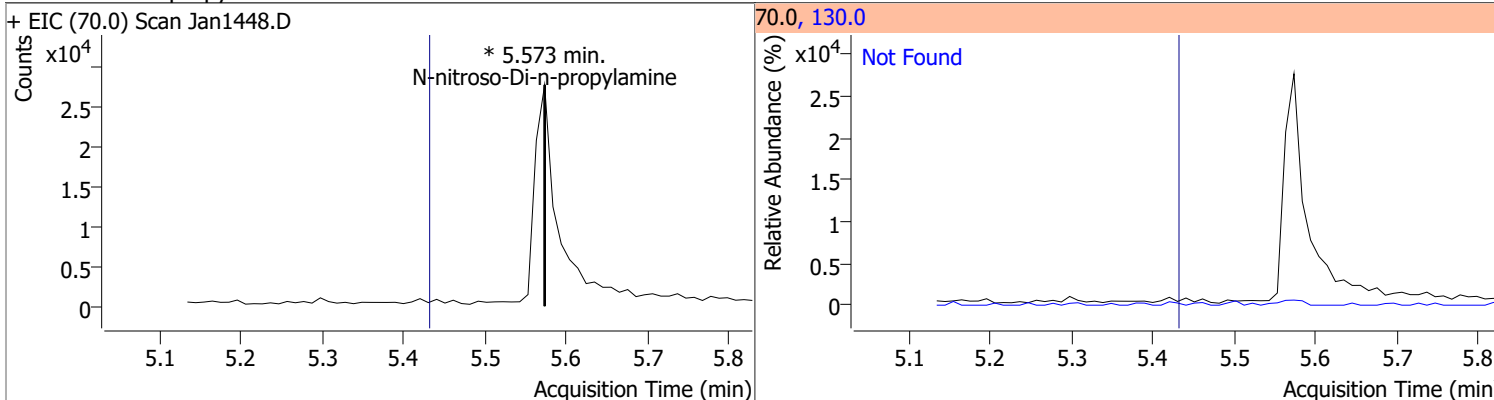 + EIC (70.0) Scan Jan1448.D
Counts
x10⁴
* 5.573 min.
N-nitroso-Di-n-propylamine
2.5
2
1.5
1
0.5
0
5.1 5.2 5.3 5.4 5.5 5.6 5.7 5.8
Acquisition Time (min)
70.0, 130.0
Relative Abundance (%)
x10⁴
Not Found
2.5
2
1.5
1
0.5
0
5.1 5.2 5.3 5.4 5.5 5.6 5.7 5.8
Acquisition Time (min